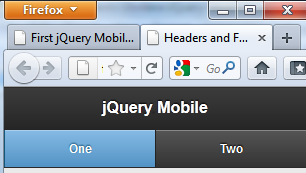 Firefox
First jQuery Mobil...
Headers and F...
Go
jQuery Mobile
One
Two